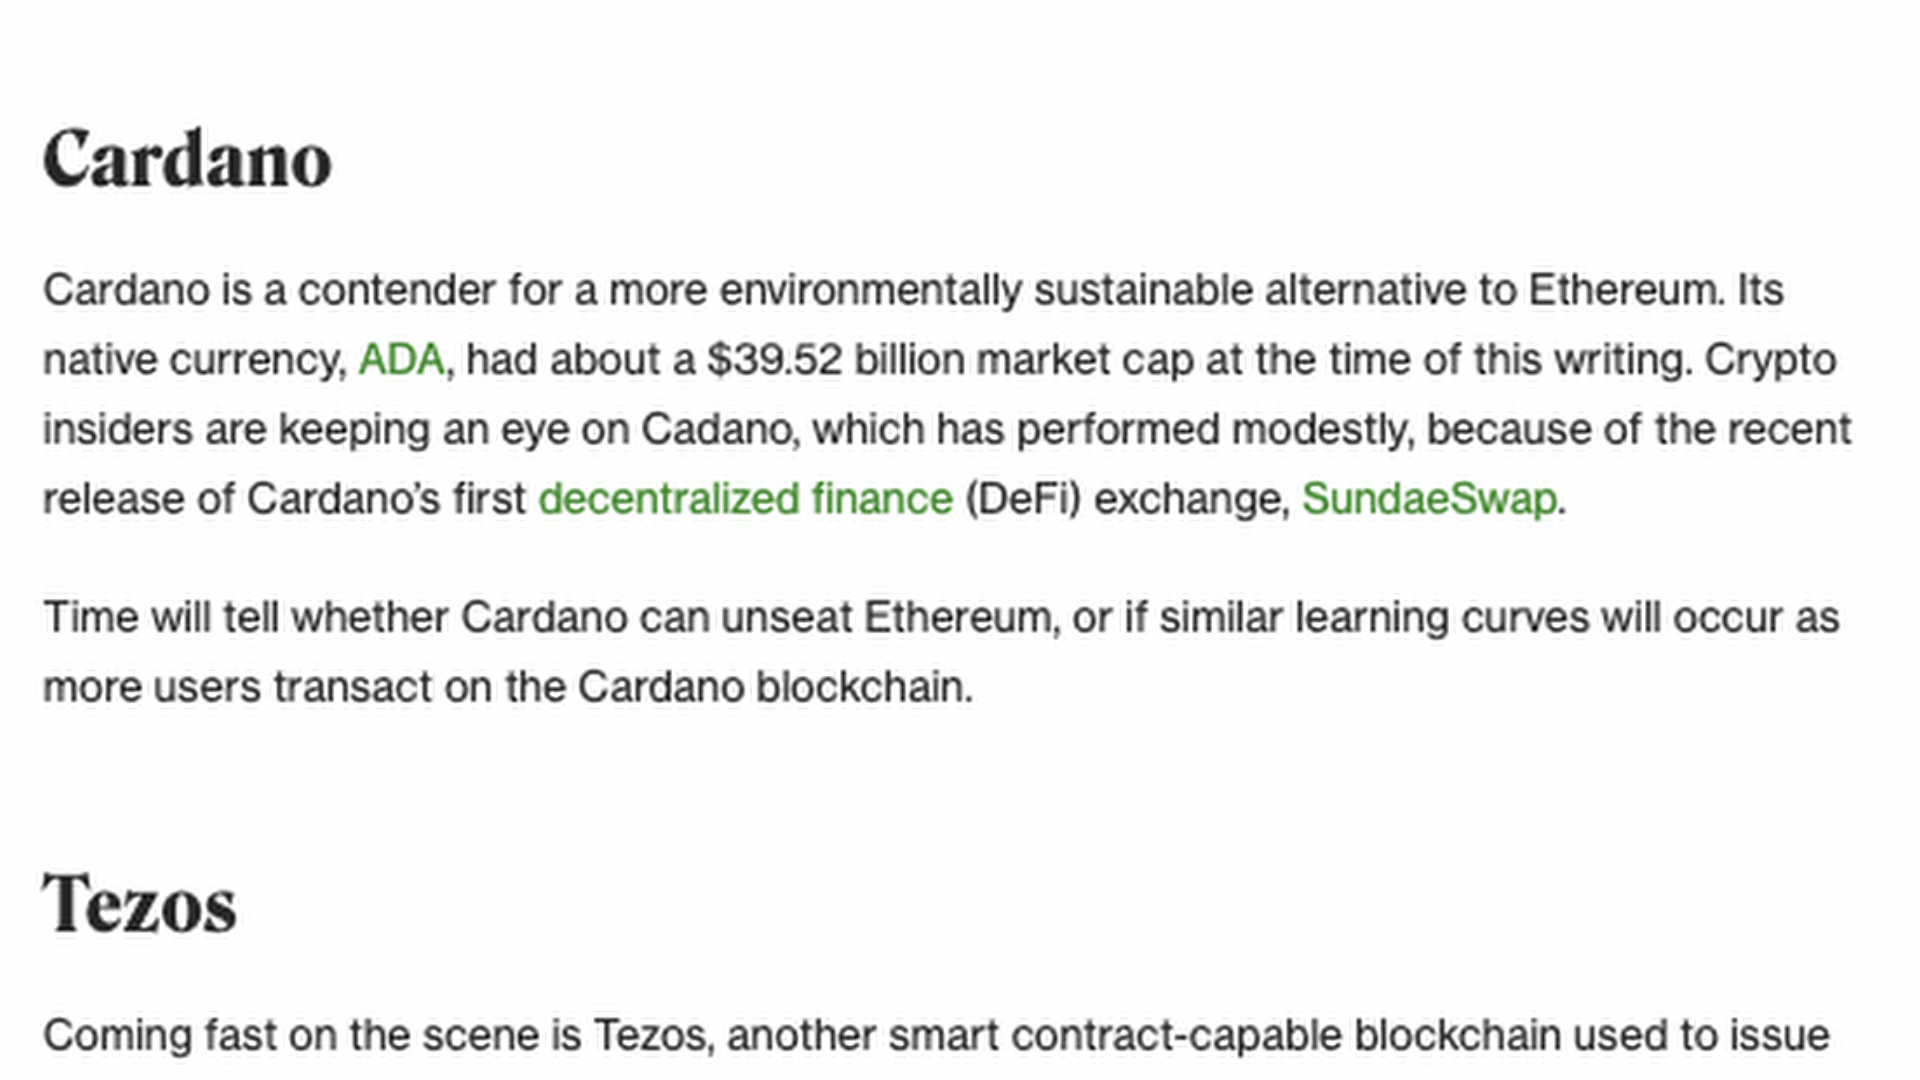 Cardano
Cardano is a contender for a more environmentally sustainable alternative to Ethereum. Its
native currency, ADA, had about a $39.52 billion market cap at the time of this writing. Crypto
insiders are keeping an eye on Cadano, which has performed modestly, because of the recent
release of Cardano’s first decentralized finance (DeFi) exchange, SundaeSwap.
Time will tell whether Cardano can unseat Ethereum, or if similar learning curves will occur as
more users transact on the Cardano blockchain.
Tezos
Coming fast on the scene is Tezos, another smart contract-capable blockchain used to issue